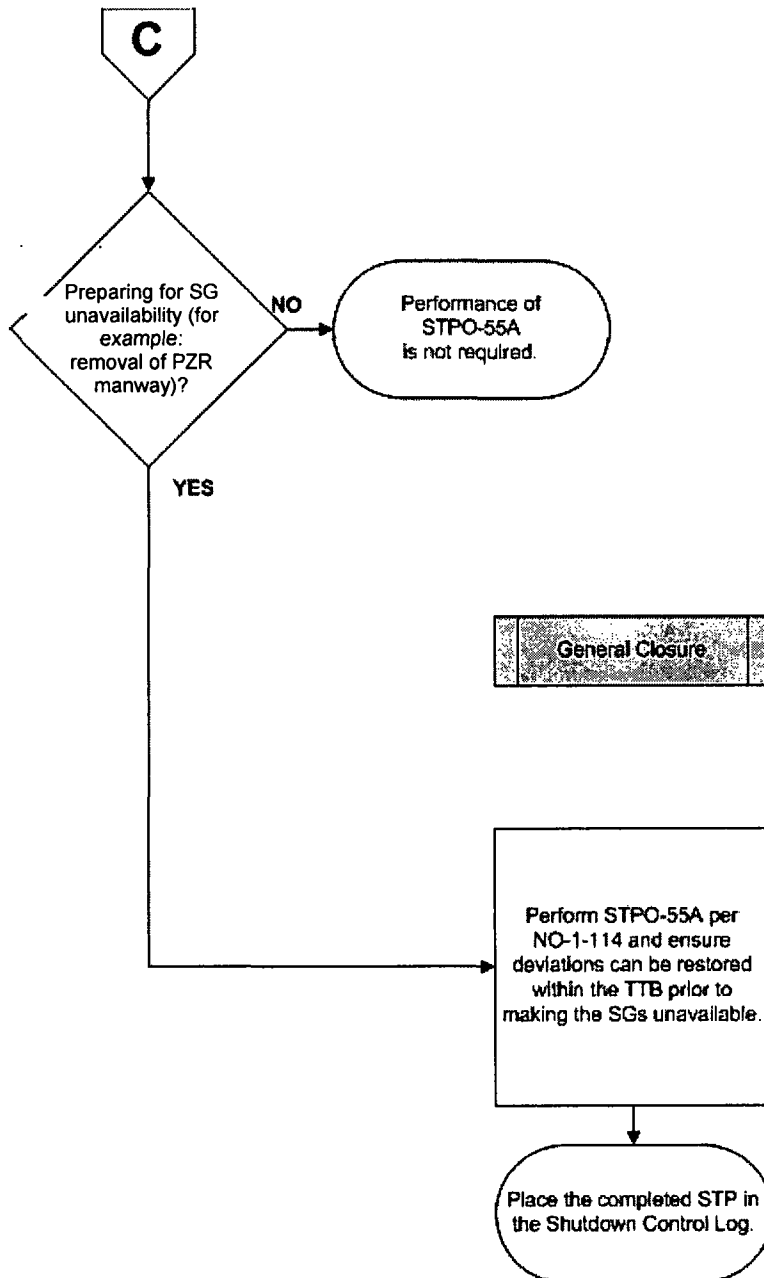 C
Preparing for SG
unavailability (for
example:
removal of PZR
manway)?
NO
Performance of
STPO-55A
is not required.
YES
General Closure
Perform STPO-55A per
NO-1-114 and ensure
deviations can be restored
within the TTB prior to
making the SGs unavailable.
Place the completed STP in
the Shutdown Control Log.